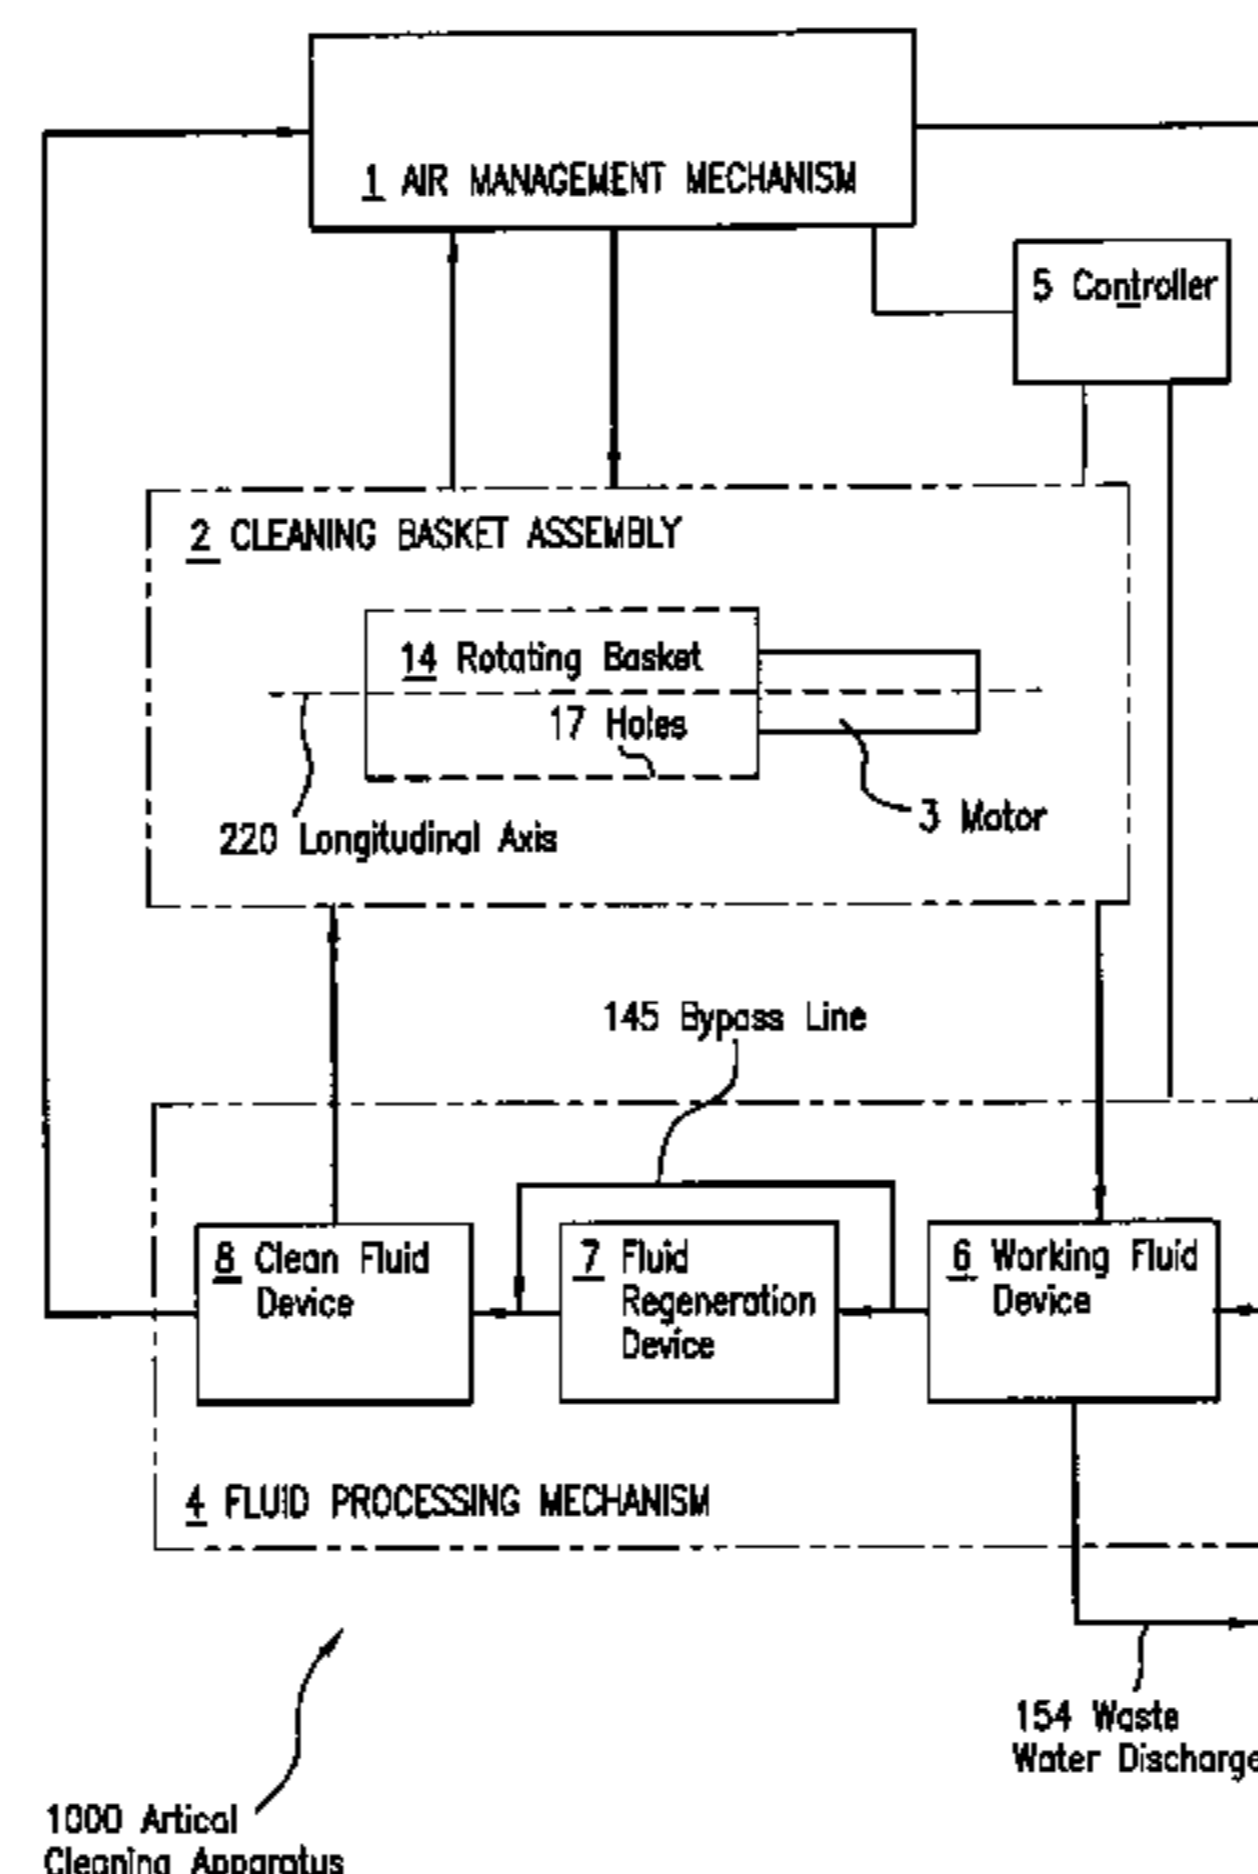 1 AIR MANAGEMENT MECHANISM
5 Controller
2 CLEANING BASKET ASSEMBLY
14 Rotating Basket
17 Holes
3 Motor
220 Longitudinal Axis
145 Bypass Line
8 Clean Fluid
Device
7 Fluid
Regeneration
Device
6 Working Fluid
Device
4 FLUID PROCESSING MECHANISM
154 Waste
Water Discharge
1000 Artical
Cleaning Apparatus